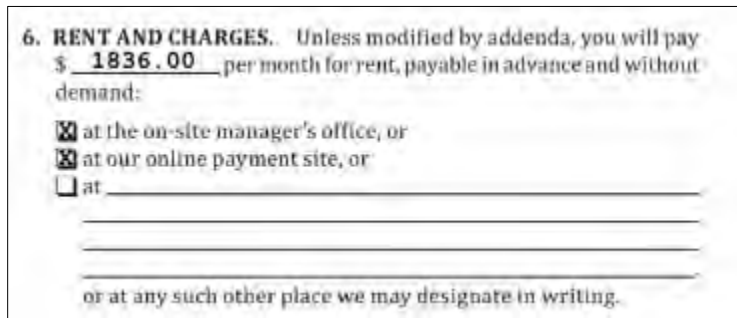 6. RENT AND CHARGES. Unless modified by addenda, you will pay
$ 1836.00 per month for rent, payable in advance and without
demand:
☒ at the on-site manager's office, or
☒ at our online payment site, or
☐ at
or at any such other place we may designate in writing.